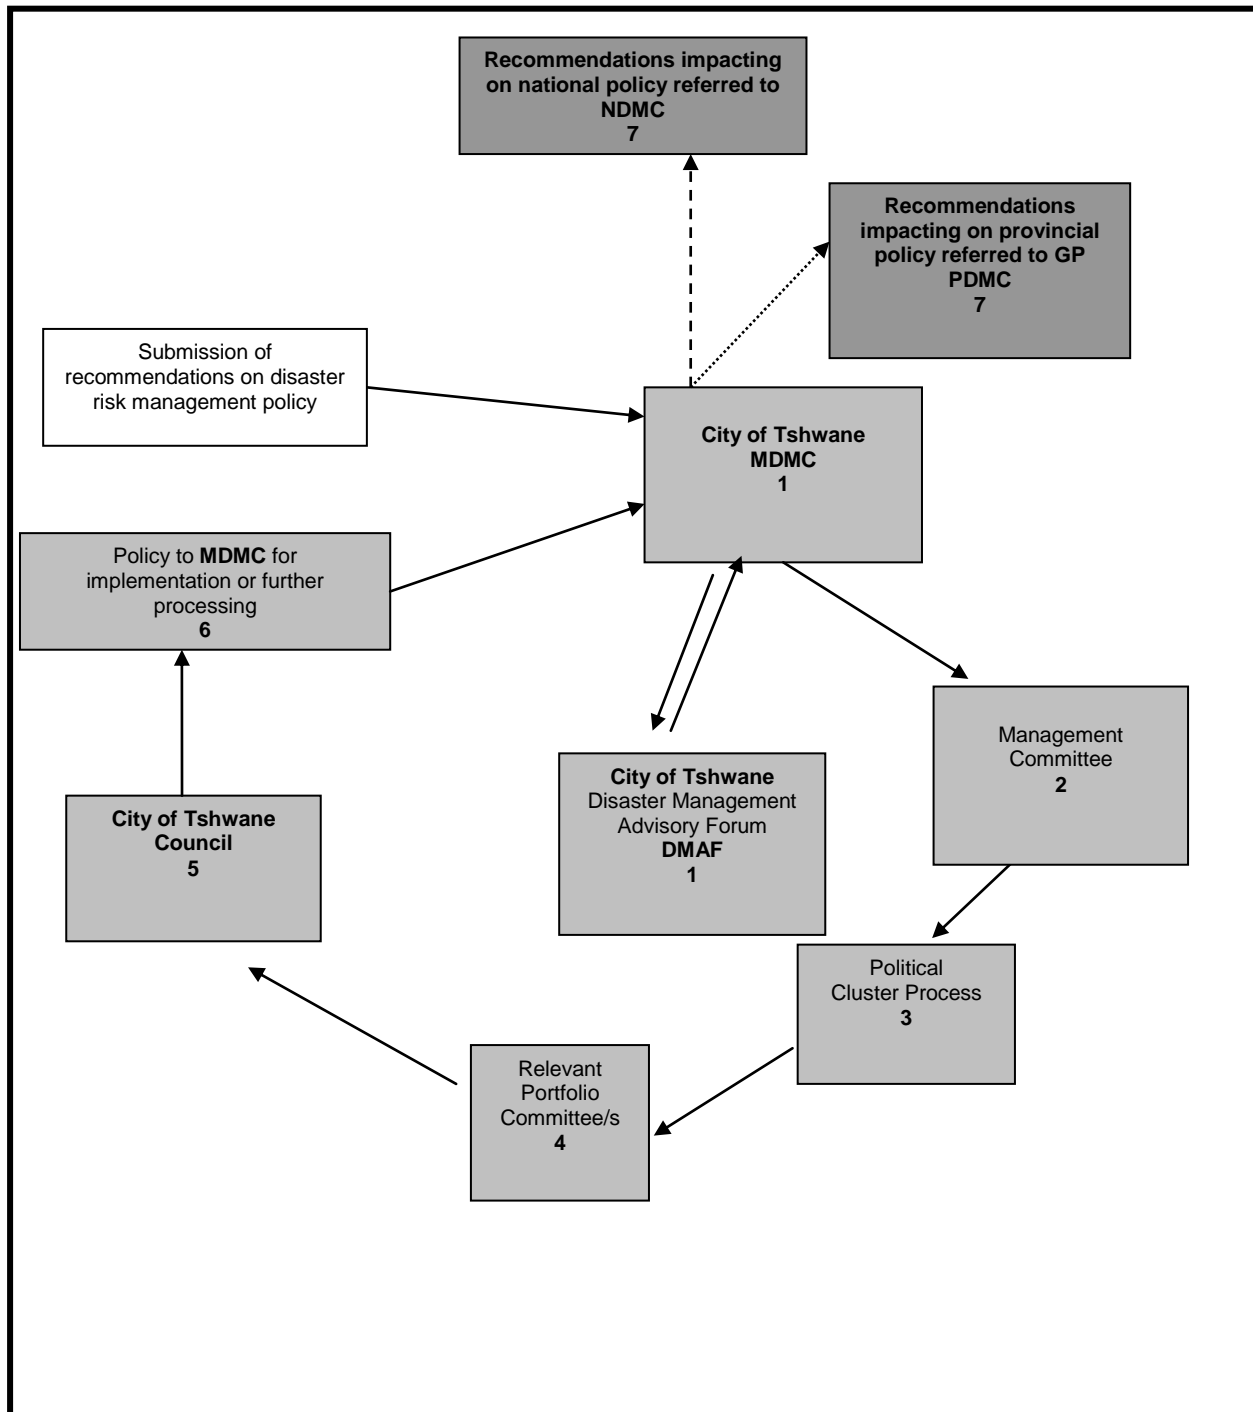 Recommendations impacting
on national policy referred to
NDMC
7
Recommendations
impacting on provincial
policy referred to GP
PDMC
7
Submission of
recommendations on disaster
risk management policy
City of Tshwane
MDMC
1
Policy to MDMC for
implementation or further
processing
6
Management
Committee
2
City of Tshwane
Disaster Management
Advisory Forum
DMAF
1
City of Tshwane
Council
5
Political
Cluster Process
3
Relevant
Portfolio
Committee/s
4